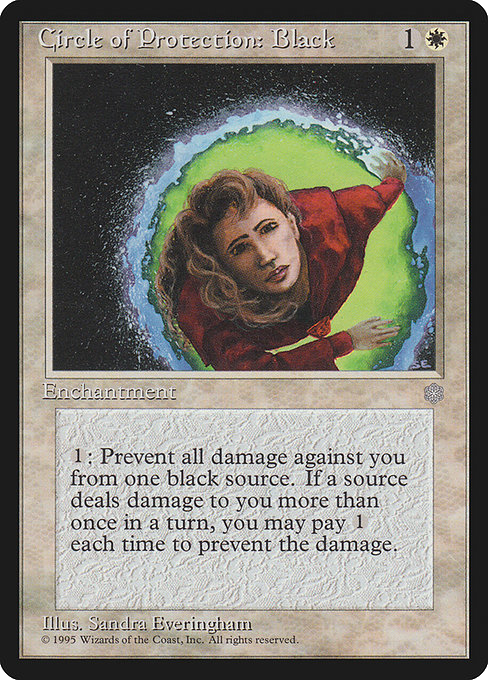 Circle of Protection: Black 1
Enchantment
1: Prevent all damage against you
from one black source. If a source
deals damage to you more than
once in a turn, you may pay 1
each time to prevent the damage.
Illus. Sandra Everingham
© 1995 Wizards of the Coast, Inc. All rights reserved.